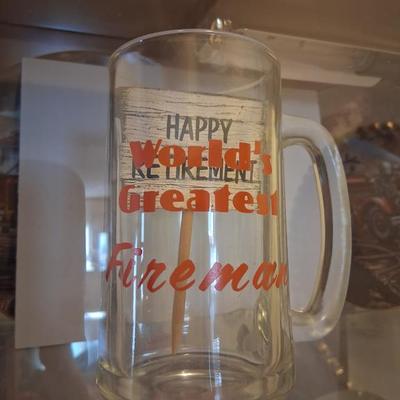 HAPPY
RETIREMENT
World's
Greatest
Fireman